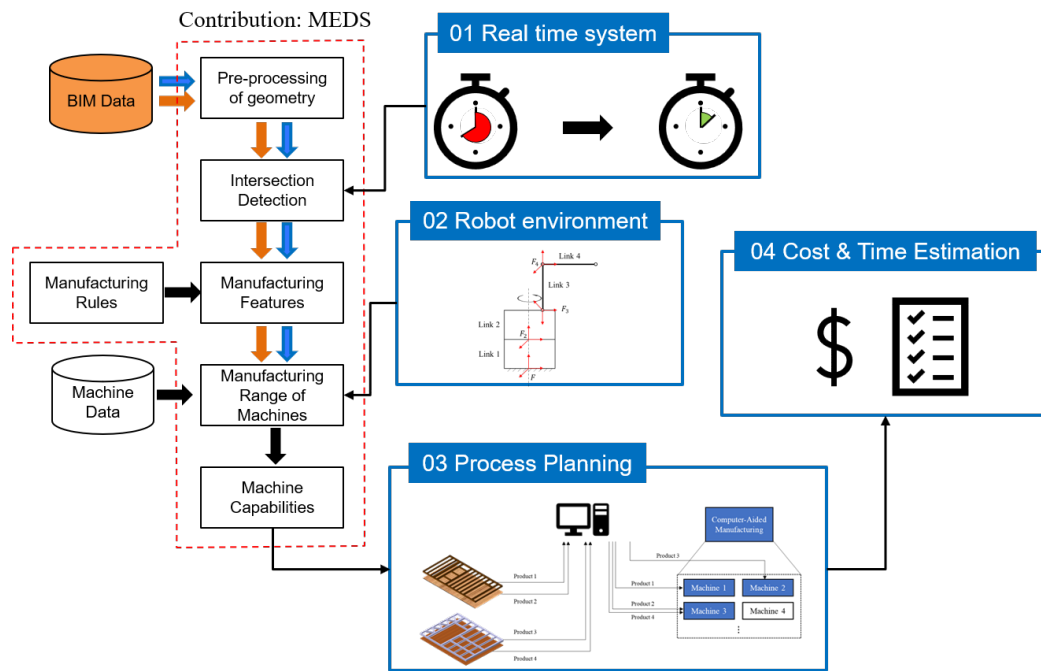 Contribution: MEDS
BIM Data
Pre-processing
of geometry
Intersection
Detection
Manufacturing
Rules
Manufacturing
Features
Machine
Data
Manufacturing
Range of
Machines
Machine
Capabilities
01 Real time system
02 Robot environment
F4
Link 4
Link 3
F3
Link 2
F2
Link 1
F
03 Process Planning
Computer-Aided
Manufacturing
Product 3
Product 1
Product 2
Product 1
Product 2
Product 4
Product 3
Product 4
Machine 1
Machine 2
Machine 3
Machine 4
04 Cost & Time Estimation
$